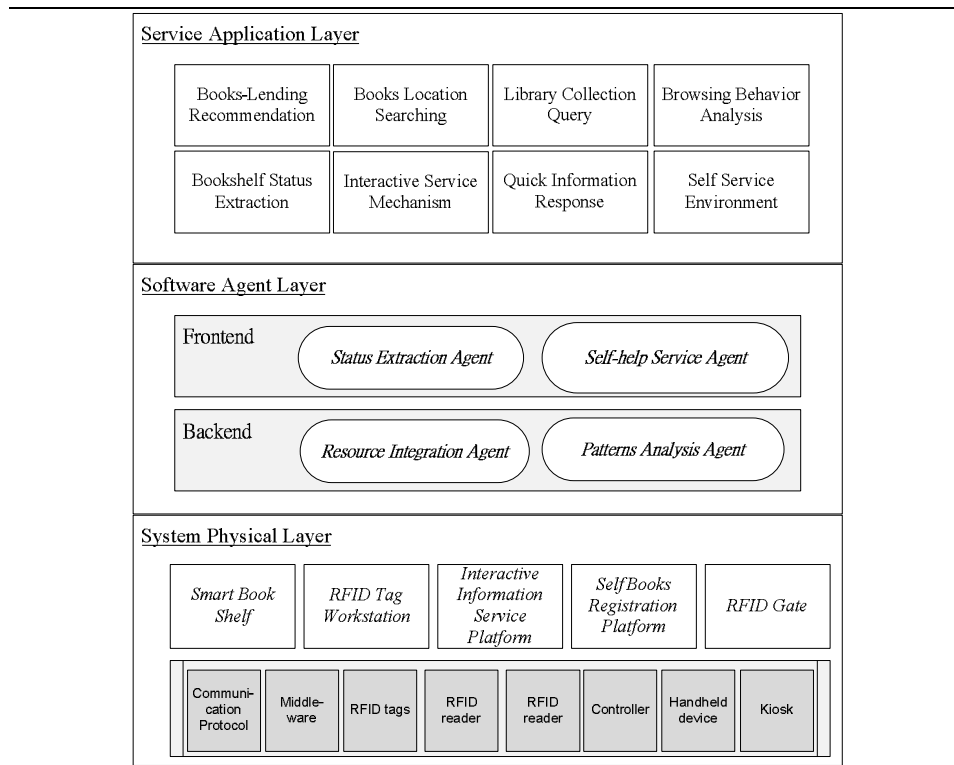 Service Application Layer
Books-Lending
Recommendation
Books Location
Searching
Library Collection
Query
Browsing Behavior
Analysis
Bookshelf Status
Extraction
Interactive Service
Mechanism
Quick Information
Response
Self Service
Environment
Software Agent Layer
Frontend
Status Extraction Agent
Self-help Service Agent
Backend
Resource Integration Agent
Patterns Analysis Agent
System Physical Layer
Smart Book
Shelf
RFID Tag
Workstation
Interactive
Information
Service
Platform
Self Books
Registration
Platform
RFID Gate
Communi-
cation
Protocol
Middle-
ware
RFID tags
RFID
reader
RFID
reader
Controller
Handheld
device
Kiosk